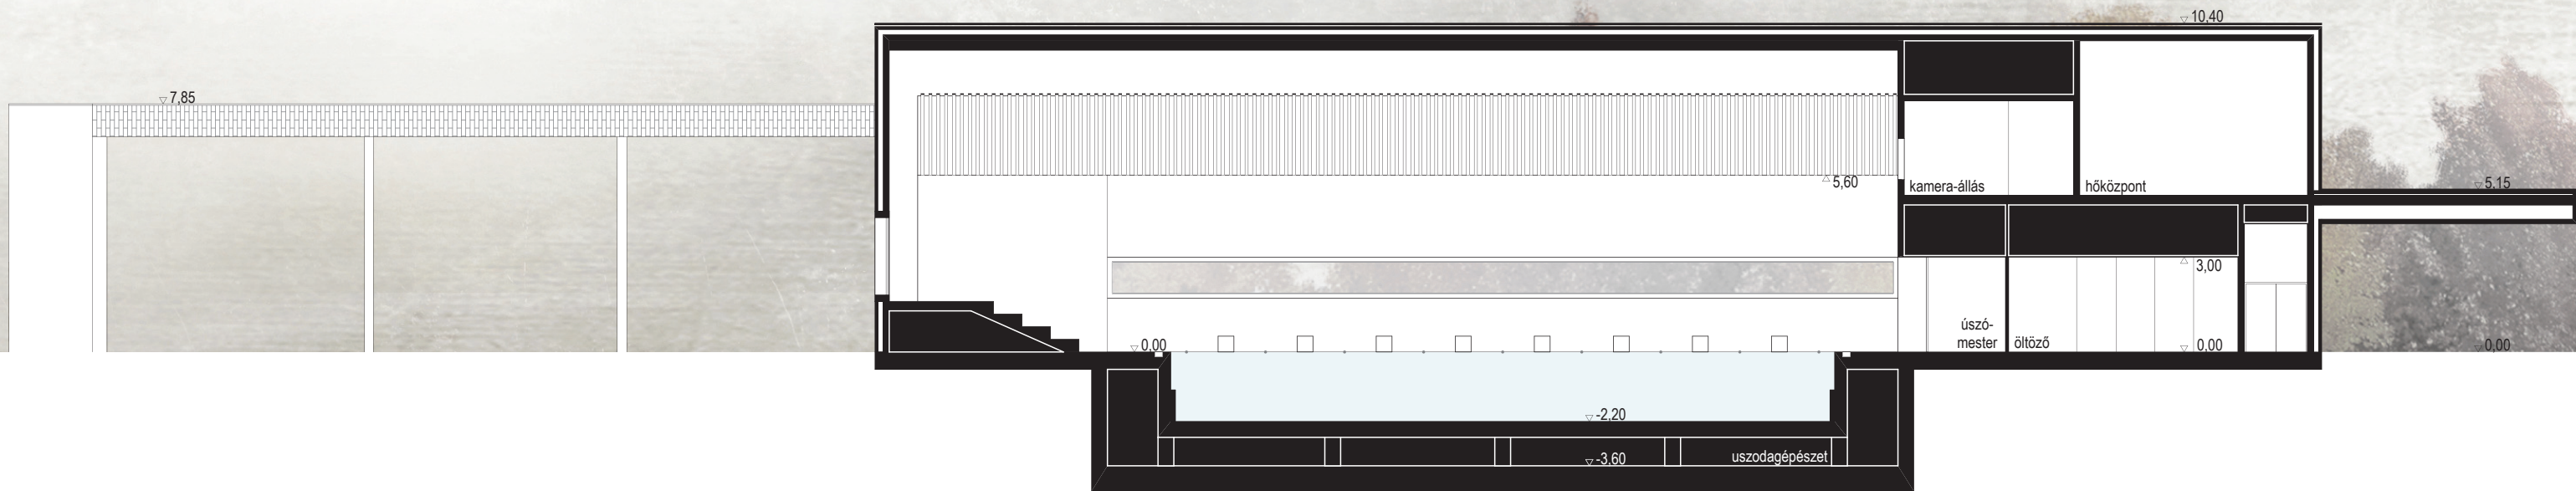 10,40
7,85
5,60
kamera-állás
hőközpont
5,15
3,00
úszó-
mester
öltöző
0,00
0,00
0,00
-2,20
uszodagépészet
-3,60